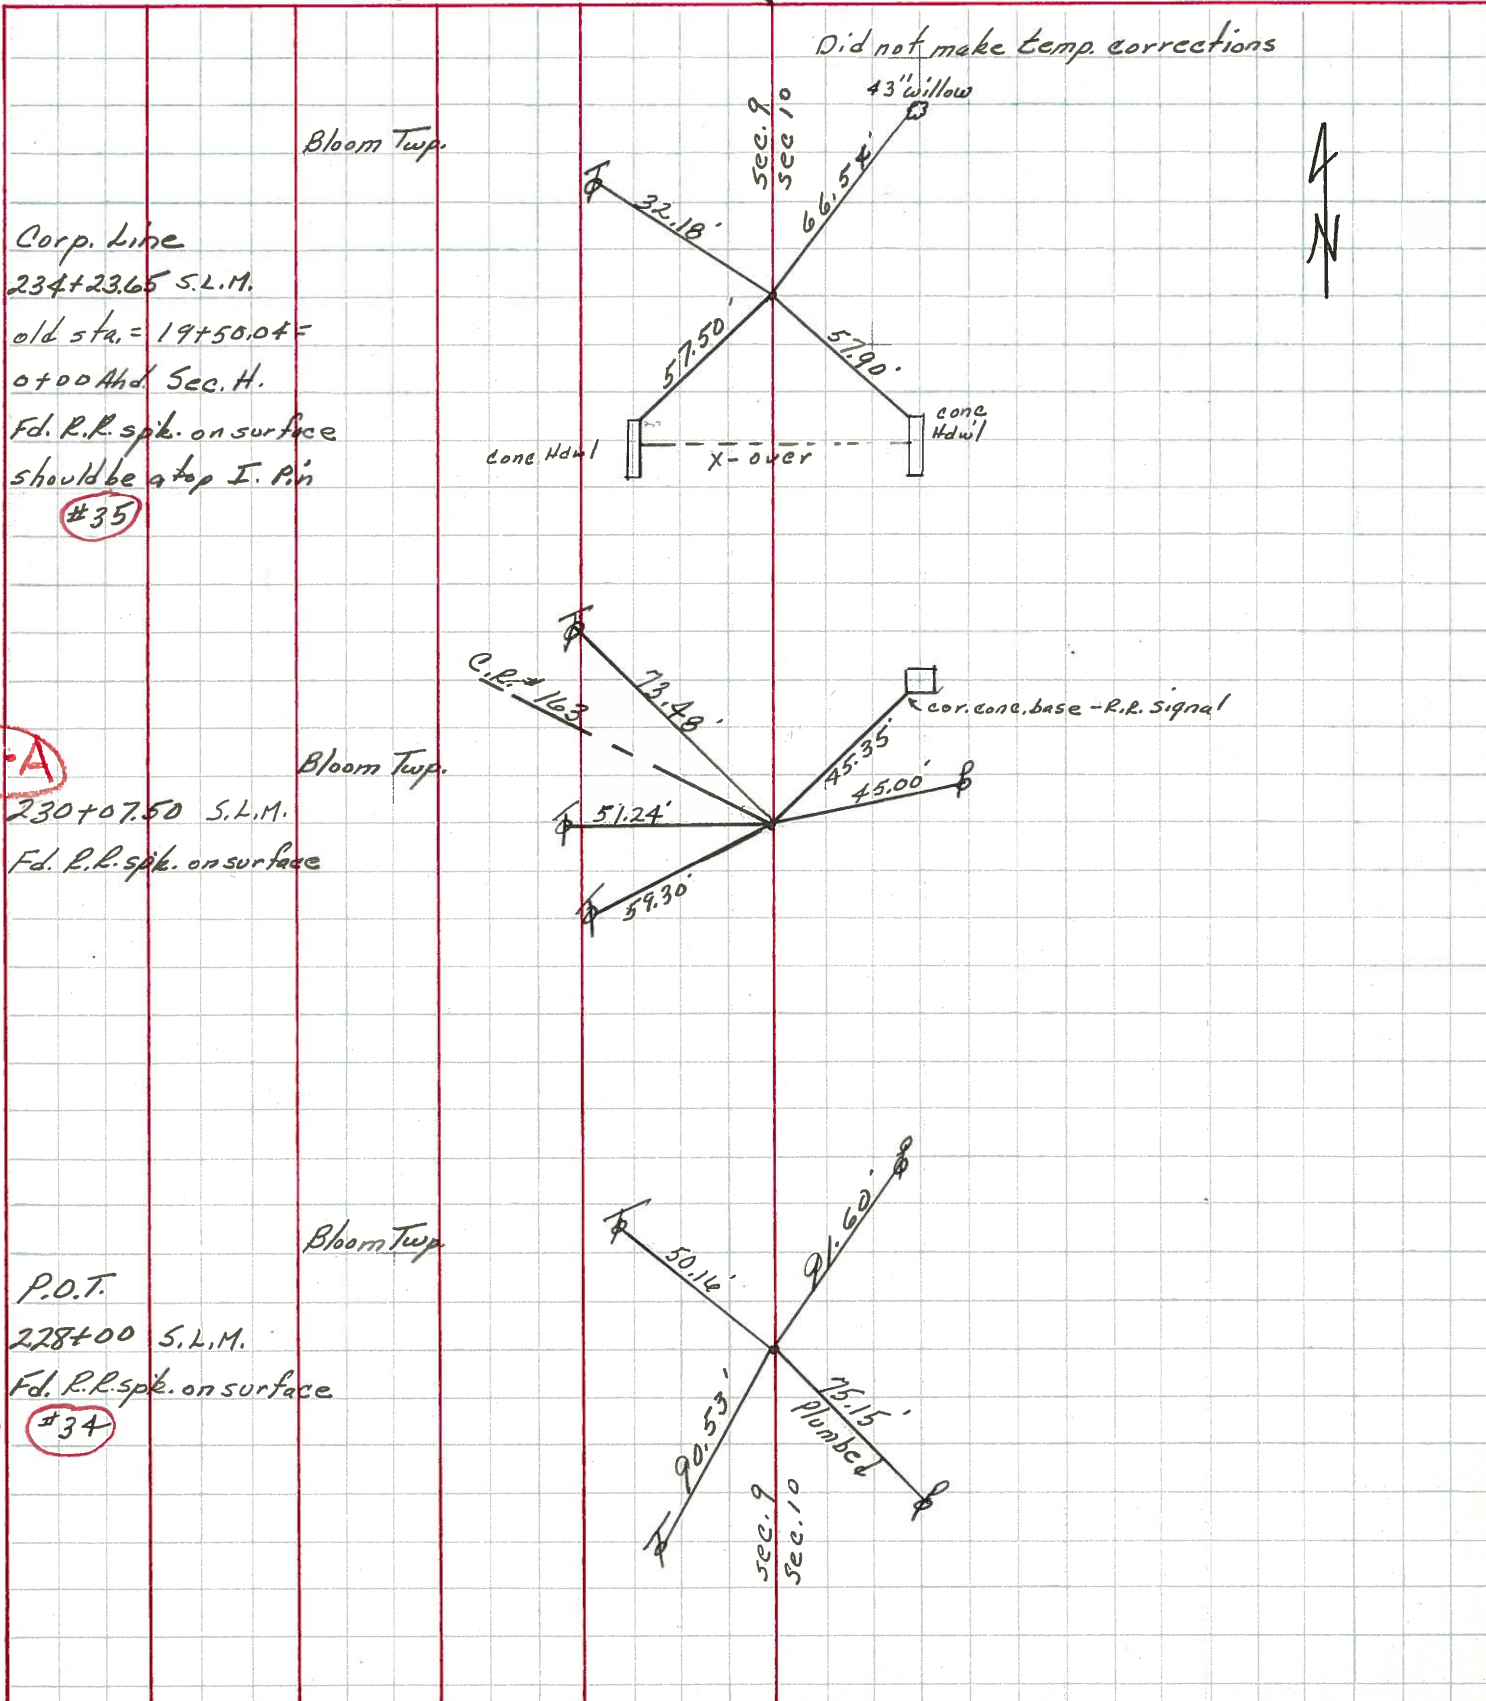 Did not make temp. corrections
43" willow
Sec. 9
Sec 10
Bloom Twp.
32.18'
66.54'
Corp. Line
234+23.65 S.L.M.
old sta. = 19+50.04 =
0+00 Ahd. Sec. H.
Fd. R.R. spk. on surface
should be atop I. Pin
#35
57.50'
57.90'
conc Hdw'l
X-over
conc
Hdw'l
N
C.R. #163
73.48'
cor. conc. base - R.R. signal
45.35'
45.00'
-A
Bloom Twp.
230+07.50 S.L.M.
Fd. R.R. spk. on surface
51.24'
59.30'
Bloom Twp
50.16'
91.60'
P.O.T.
228+00 S.L.M.
Fd. R.R. spk. on surface
#34
90.53'
75.15'
Plumbed
Sec. 9
Sec. 10